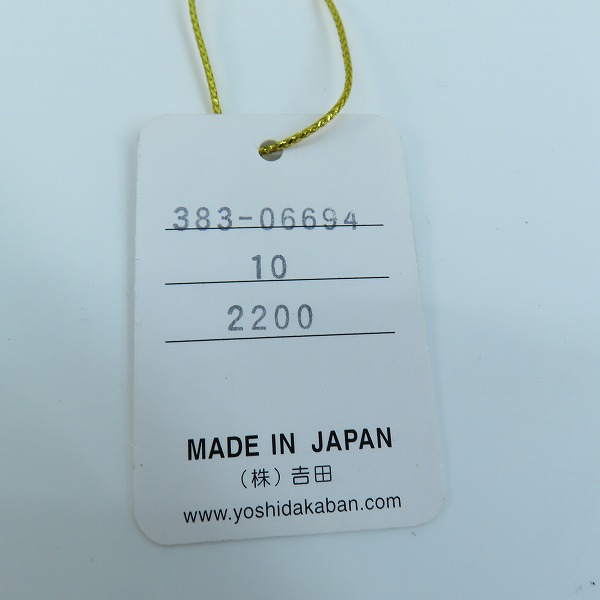 383-06694
10
2200
MADE IN JAPAN
(株)吉田
www.yoshidakaban.com